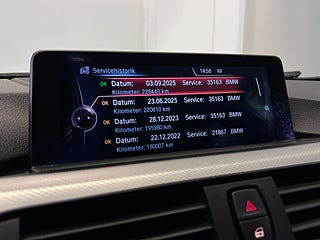 Servicehistorik 14:58
OK Datum: 03.09.2025 Service: 35163 BMW
Kilometer: 226440 km
OK Datum: 23.06.2025 Service: 35163 BMW
Kilometer: 220610 km
OK Datum: 28.12.2023 Service: 35163 BMW
Kilometer: 195980 km
OK Datum: 22.12.2022 Service: 21867 BMW
Kilometer: 180007 km